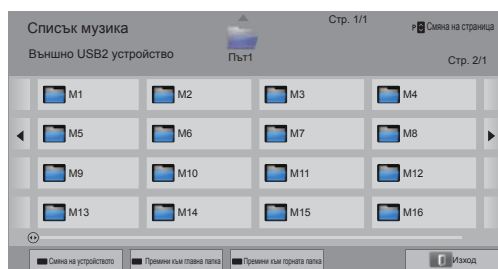 Списък музика
Стр. 1/1
P Смяна на страница
Външно USB2 устройство
Път1
Стр. 2/1
M1 M2 M3 M4
M5 M6 M7 M8
M9 M10 M11 M12
M13 M14 M15 M16
Смяна на устройството Премини към главна папка Премини към горната папка Изход